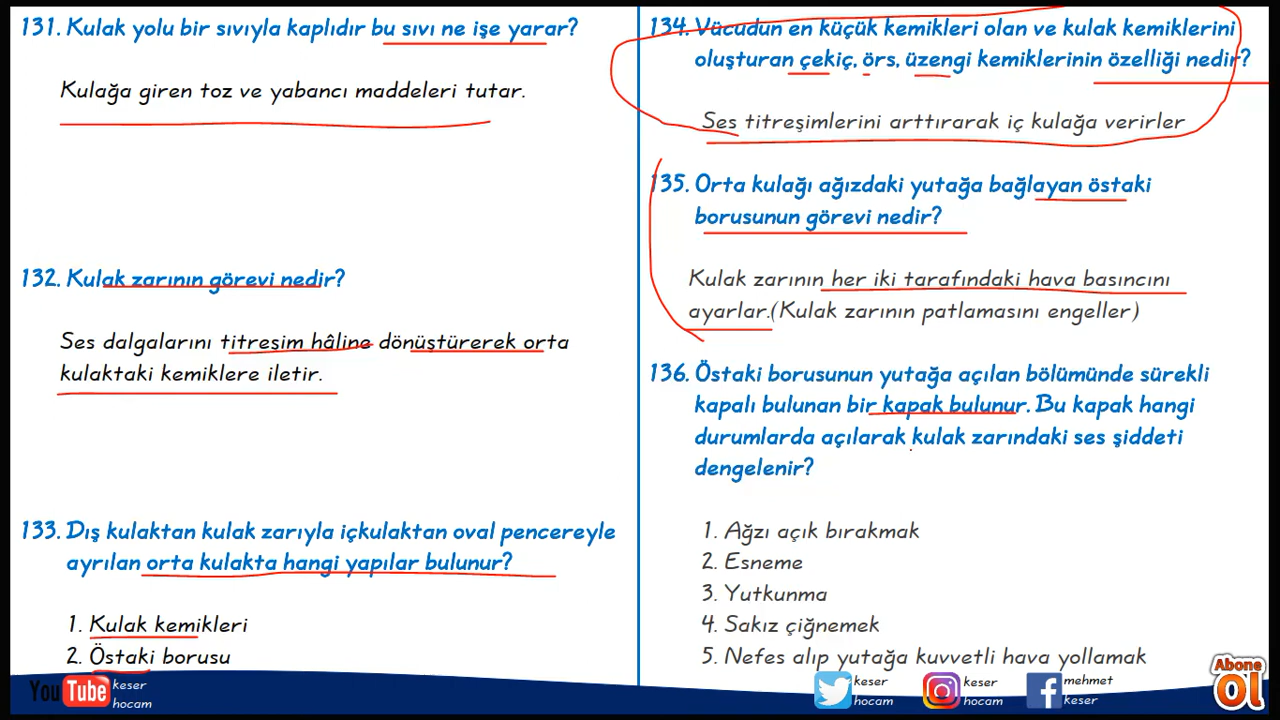 131. Kulak yolu bir sıvıyla kaplıdır bu sıvı ne işe yarar?
Kulağa giren toz ve yabancı maddeleri tutar.
132. Kulak zarının görevi nedir?
Ses dalgalarını titreşim hâline dönüştürerek orta
kulaktaki kemiklere iletir.
133. Dış kulaktan kulak zarıyla içkulaktan oval pencereyle
ayrılan orta kulakta hangi yapılar bulunur?
1. Kulak kemikleri
2. Östaki borusu
134. Vücudun en küçük kemikleri olan ve kulak kemiklerini
oluşturan çekiç, örs, üzengi kemiklerinin özelliği nedir?
Ses titreşimlerini arttırarak iç kulağa verirler
135. Orta kulağı ağızdaki yutağa bağlayan östaki
borusunun görevi nedir?
Kulak zarının her iki tarafındaki hava basıncını
ayarlar.(Kulak zarının patlamasını engeller)
136. Östaki borusunun yutağa açılan bölümünde sürekli
kapalı bulunan bir kapak bulunur. Bu kapak hangi
durumlarda açılarak kulak zarındaki ses şiddeti
dengelenir?
1. Ağzı açık bırakmak
2. Esneme
3. Yutkunma
4. Sakız çiğnemek
5. Nefes alıp yutağa kuvvetli hava yollamak
YouTube
keser
hocam
keser
hocam
keser
hocam
mehmet
keser
Abone
ol